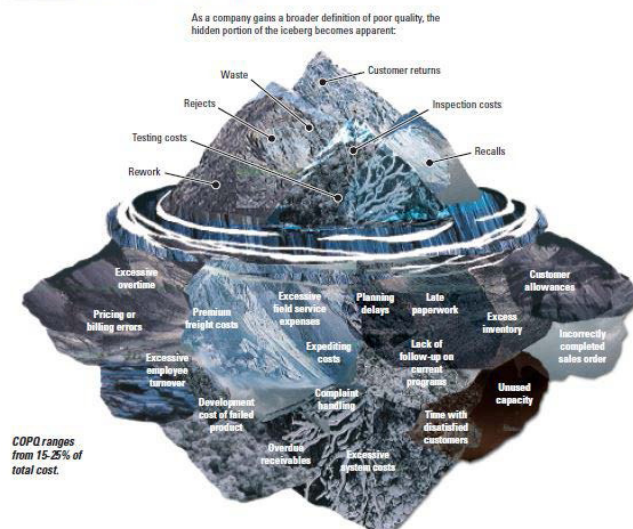 As a company gains a broader definition of poor quality, the
hidden portion of the iceberg becomes apparent:
Customer returns
Waste
Rejects
Inspection costs
Testing costs
Recalls
Rework
Excessive
overtime
Customer
allowances
Pricing or
billing errors
Premium
freight costs
Excessive
field service
expenses
Planning
delays
Late
paperwork
Excess
inventory
Incorrectly
completed
sales order
Expediting
costs
Lack of
follow-up on
current
programs
Excessive
employee
turnover
Unused
capacity
Development
cost of failed
product
Complaint
handling
Time with
disatisfied
customers
Overdue
receivables
Excessive
system costs
COPQ ranges
from 15-25% of
total cost.